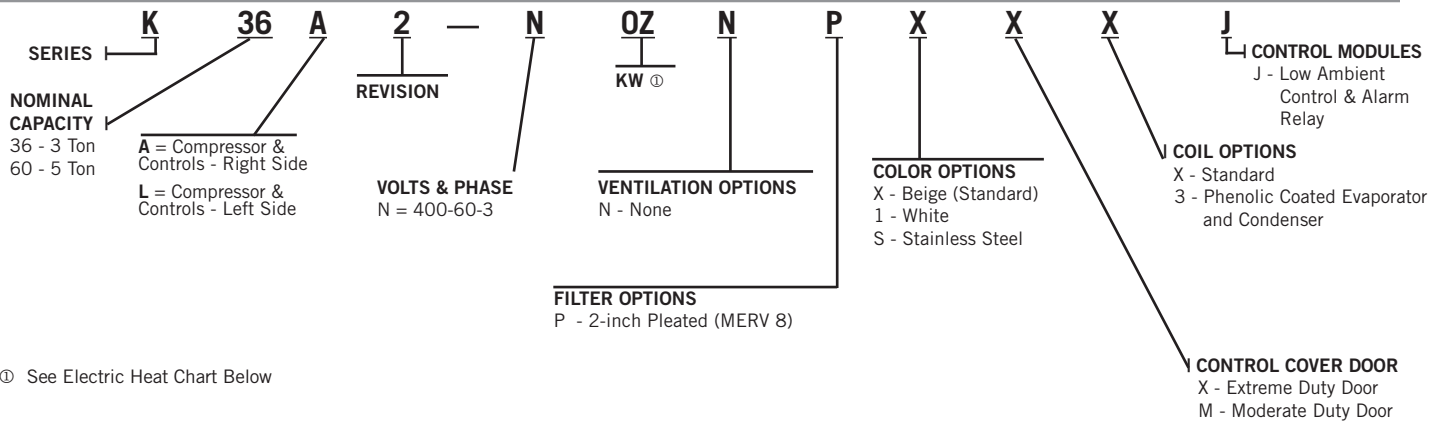 K 36 A 2 — N 0Z N P X X X J
SERIES
NOMINAL
CAPACITY
36 - 3 Ton
60 - 5 Ton
A = Compressor &
Controls - Right Side
L = Compressor &
Controls - Left Side
REVISION
VOLTS & PHASE
N = 400-60-3
KW ①
VENTILATION OPTIONS
N - None
FILTER OPTIONS
P - 2-inch Pleated (MERV 8)
COLOR OPTIONS
X - Beige (Standard)
1 - White
S - Stainless Steel
CONTROL MODULES
J - Low Ambient
Control & Alarm
Relay
COIL OPTIONS
X - Standard
3 - Phenolic Coated Evaporator
and Condenser
CONTROL COVER DOOR
X - Extreme Duty Door
M - Moderate Duty Door
① See Electric Heat Chart Below